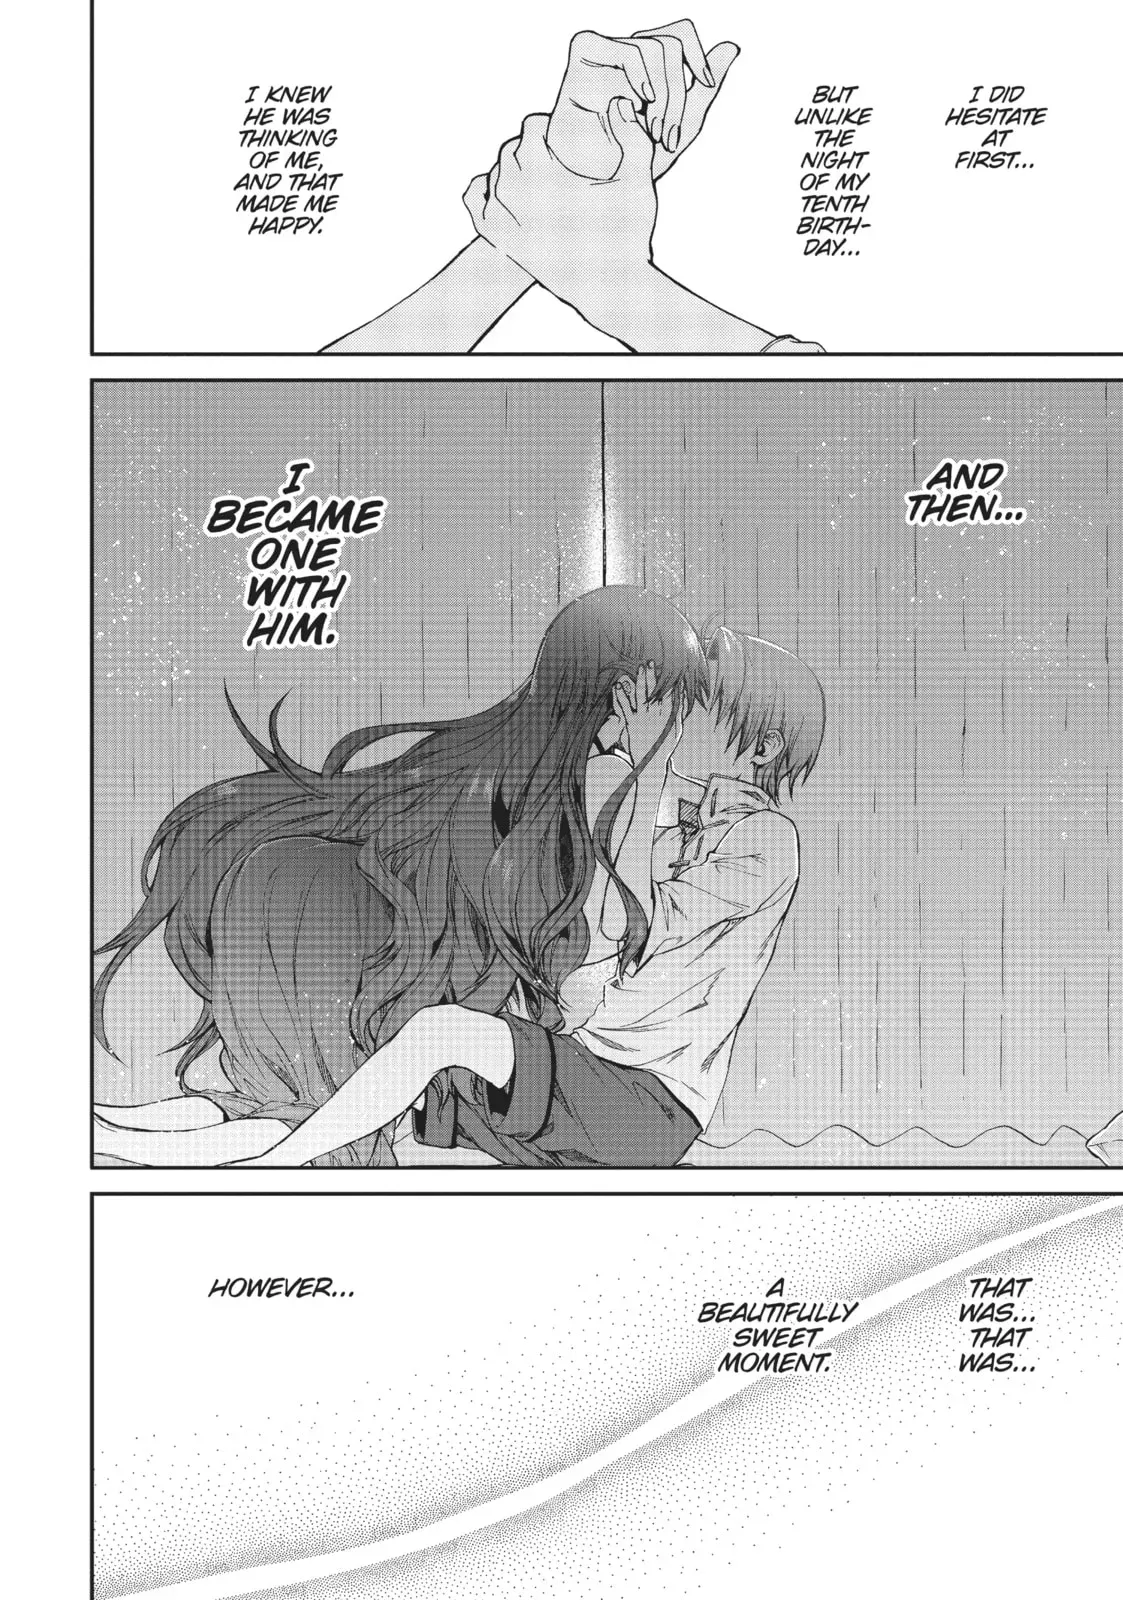 I DID
HESITATE
AT
FIRST...
BUT
UNLIKE
THE
NIGHT
OF MY
TENTH
BIRTH-
DAY...
I KNEW
HE WAS
THINKING
OF ME,
AND THAT
MADE ME
HAPPY.
AND
THEN...
I
BECAME
ONE
WITH
HIM.
THAT
WAS...
THAT
WAS...
A
BEAUTIFULLY
SWEET
MOMENT.
HOWEVER...